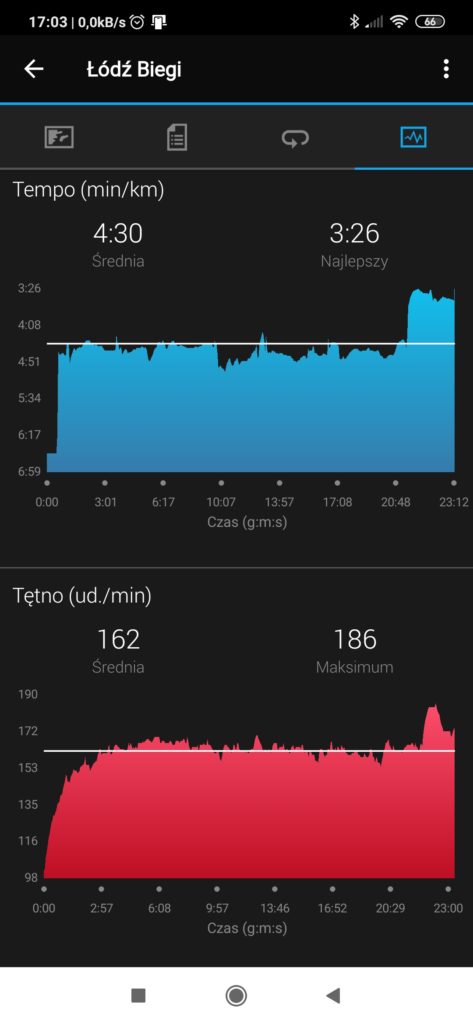 17:03 | 0,0kB/s 66
Łódź Biegi
Tempo (min/km)
4:30 3:26
Średnia Najlepszy
3:26
4:08
4:51
5:34
6:17
6:59
0:00 3:01 6:17 10:07 13:57 17:08 20:48 23:12
Czas (g:m:s)
Tętno (ud./min)
162 186
Średnia Maksimum
190
172
153
135
116
98
0:00 2:57 6:08 9:57 13:46 16:52 20:29 23:00
Czas (g:m:s)